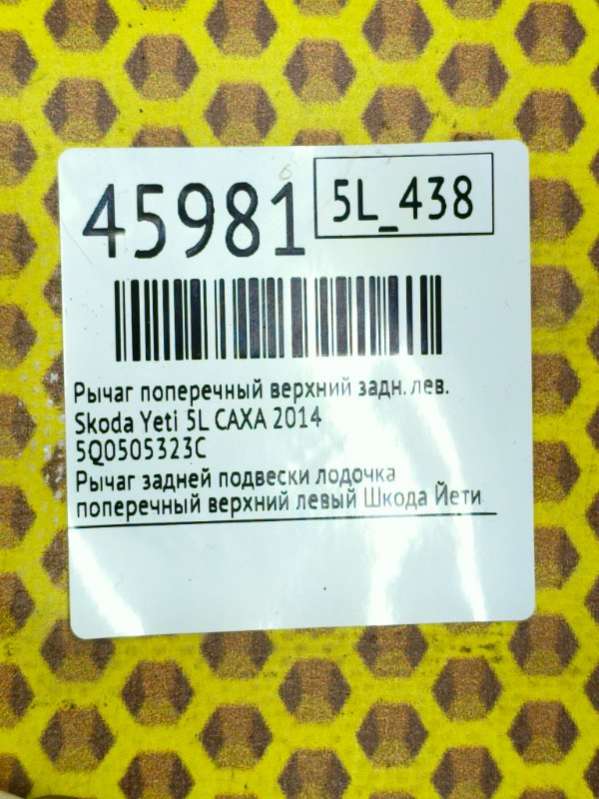 45981
5L_438
Рычаг поперечный верхний задн. лев.
Skoda Yeti 5L CAXA 2014
5Q0505323C
Рычаг задней подвески лодочка
поперечный верхний левый Шкода Йети